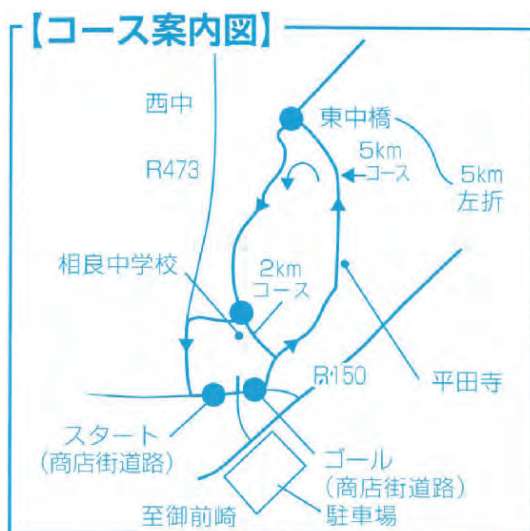 【コース案内図】
西中
東中橋
R473
5km
コース
5km
左折
相良中学校
2km
コース
R150
平田寺
スタート
(商店街道路)
ゴール
(商店街道路)
至御前崎
駐車場